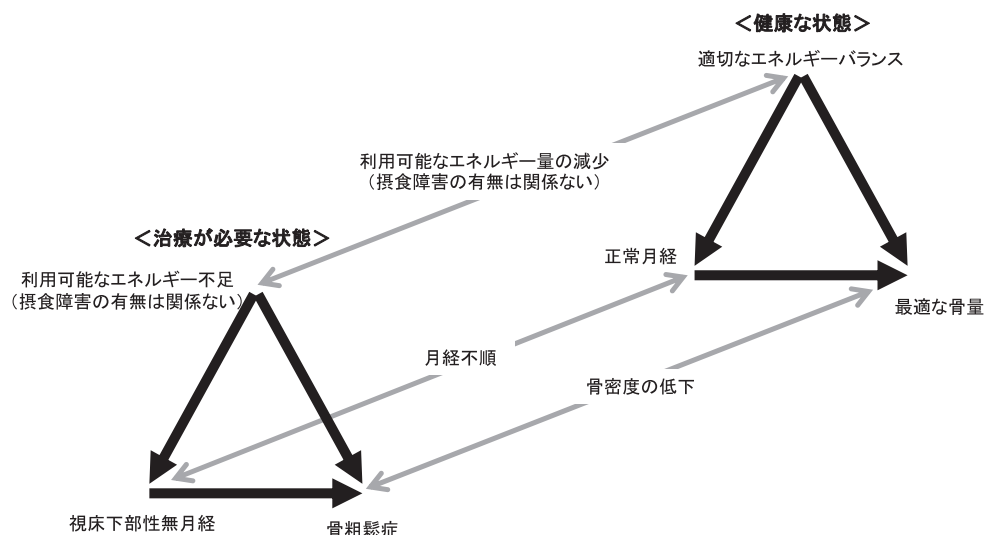 ＜健康な状態＞
適切なエネルギーバランス
利用可能なエネルギー量の減少
（摂食障害の有無は関係ない）
＜治療が必要な状態＞
利用可能なエネルギー不足
（摂食障害の有無は関係ない）
正常月経
最適な骨量
月経不順
骨密度の低下
視床下部性無月経
骨粗鬆症